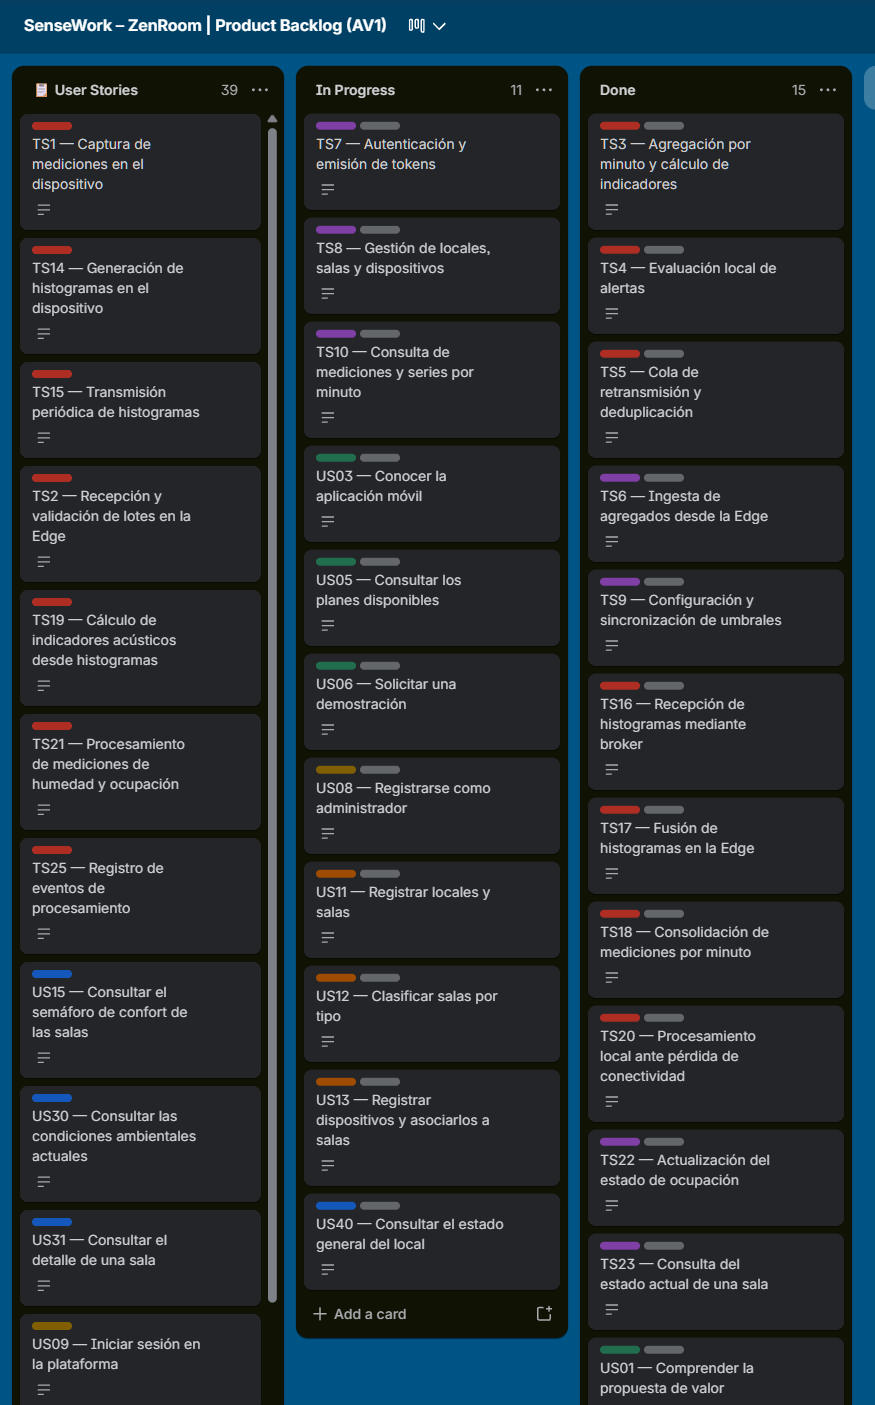 SenseWork – ZenRoom | Product Backlog (AV1)
User Stories 39
TS1 — Captura de
mediciones en el
dispositivo
TS14 — Generación de
histogramas en el
dispositivo
TS15 — Transmisión
periódica de histogramas
TS2 — Recepción y
validación de lotes en la
Edge
TS19 — Cálculo de
indicadores acústicos
desde histogramas
TS21 — Procesamiento
de mediciones de
humedad y ocupación
TS25 — Registro de
eventos de
procesamiento
US15 — Consultar el
semáforo de confort de
las salas
US30 — Consultar las
condiciones ambientales
actuales
US31 — Consultar el
detalle de una sala
US09 — Iniciar sesión en
la plataforma
In Progress 11
TS7 — Autenticación y
emisión de tokens
TS8 — Gestión de locales,
salas y dispositivos
TS10 — Consulta de
mediciones y series por
minuto
US03 — Conocer la
aplicación móvil
US05 — Consultar los
planes disponibles
US06 — Solicitar una
demostración
US08 — Registrarse como
administrador
US11 — Registrar locales y
salas
US12 — Clasificar salas por
tipo
US13 — Registrar
dispositivos y asociarlos a
salas
US40 — Consultar el estado
general del local
Add a card
Done 15
TS3 — Agregación por
minuto y cálculo de
indicadores
TS4 — Evaluación local de
alertas
TS5 — Cola de
retransmisión y
deduplicación
TS6 — Ingesta de
agregados desde la Edge
TS9 — Configuración y
sincronización de umbrales
TS16 — Recepción de
histogramas mediante
broker
TS17 — Fusión de
histogramas en la Edge
TS18 — Consolidación de
mediciones por minuto
TS20 — Procesamiento
local ante pérdida de
conectividad
TS22 — Actualización del
estado de ocupación
TS23 — Consulta del
estado actual de una sala
US01 — Comprender la
propuesta de valor